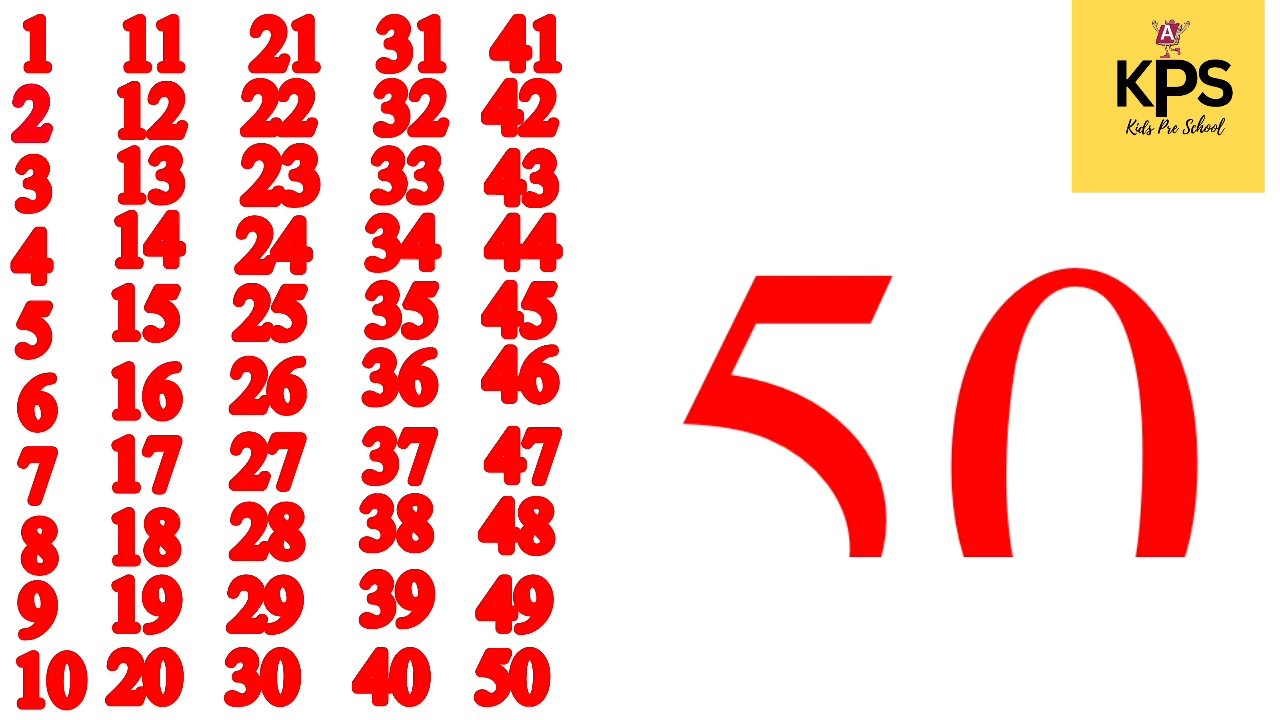 1 11 21 31 41
2 12 22 32 42
3 13 23 33 43
4 14 24 34 44
5 15 25 35 45
6 16 26 36 46
7 17 27 37 47
8 18 28 38 48
9 19 29 39 49
10 20 30 40 50
A
KPS
Kids Pre School
50